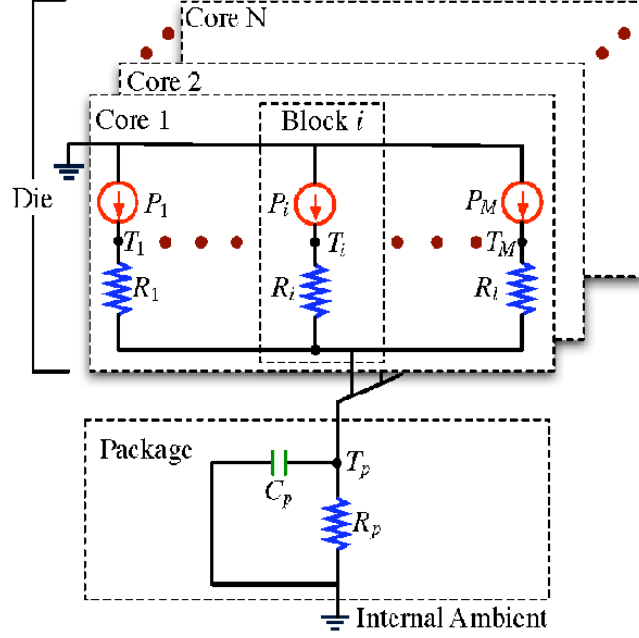 Core N
Core 2
Core 1
Block i
Die
P1 Pi PM
T1 Ti TM
R1 Ri Rl
Package
Tp
Cp
Rp
Internal Ambient